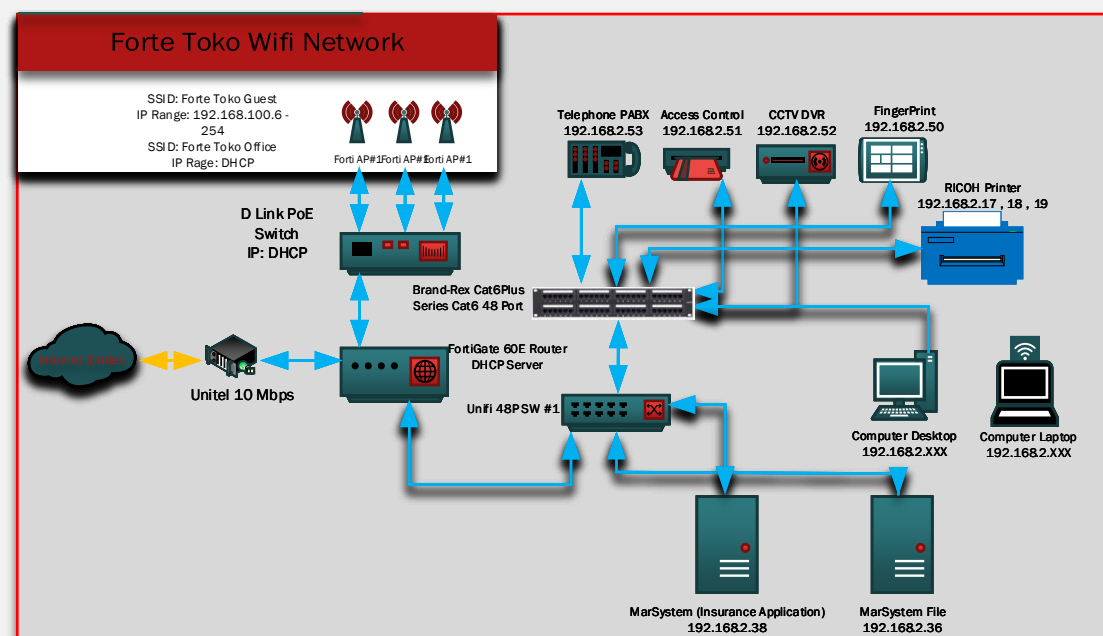 Forte Toko Wifi Network
SSID: Forte Toko Guest
IP Range: 192.168.100.6 -
254
SSID: Forte Toko Office
IP Rage: DHCP
Forti AP#1
Forti AP#1
Forti AP#1
Telephone PABX
192.168.2.53
Access Control
192.168.2.51
CCTV DVR
192.168.2.52
FingerPrint
192.168.2.50
RICOH Printer
192.168.2.17 , 18 , 19
D Link PoE
Switch
IP: DHCP
Brand-Rex Cat6Plus
Series Cat6 48 Port
Unitel 10 Mbps
FortiGate 60E Router
DHCP Server
Unifi 48PSW #1
Computer Desktop
192.168.2.XXX
Computer Laptop
192.168.2.XXX
MarSystem (Insurance Application)
192.168.2.38
MarSystem File
192.168.2.36